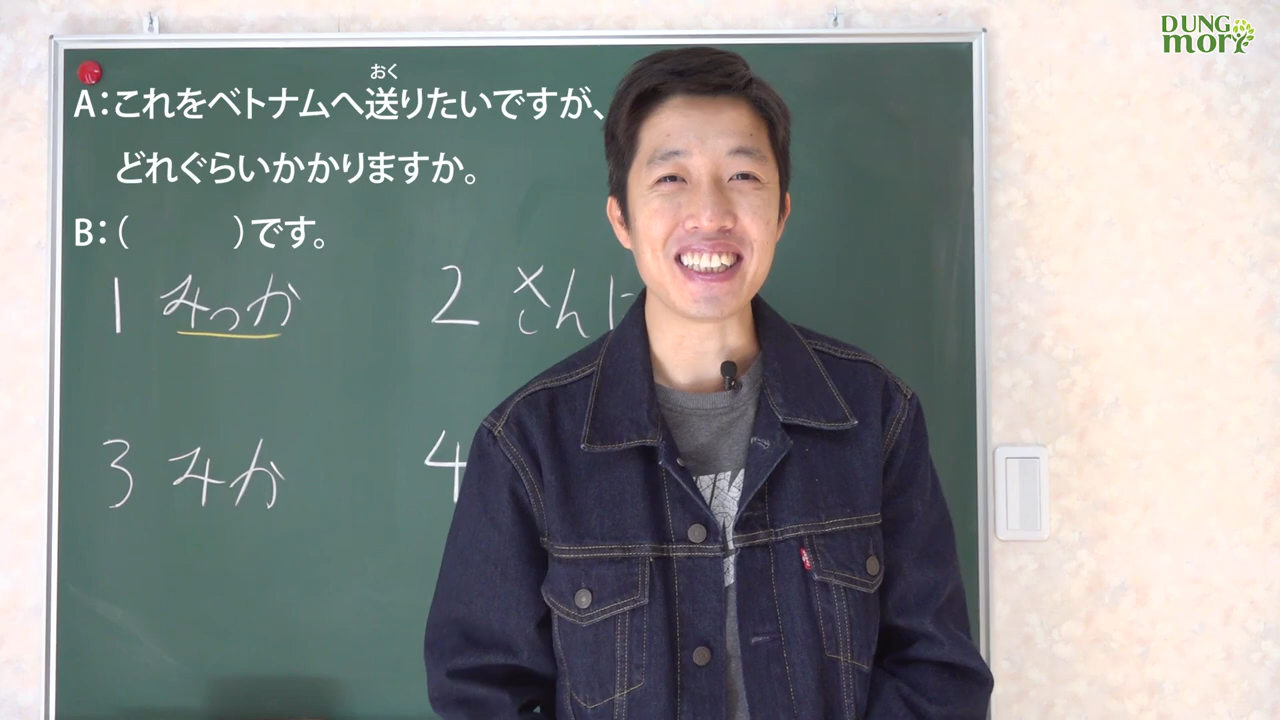 DUNG
mori
おく
A:これをベトナムへ送りたいですが、
どれぐらいかかりますか。
B:( )です。
1 みっか
2 さん
3 みか
4